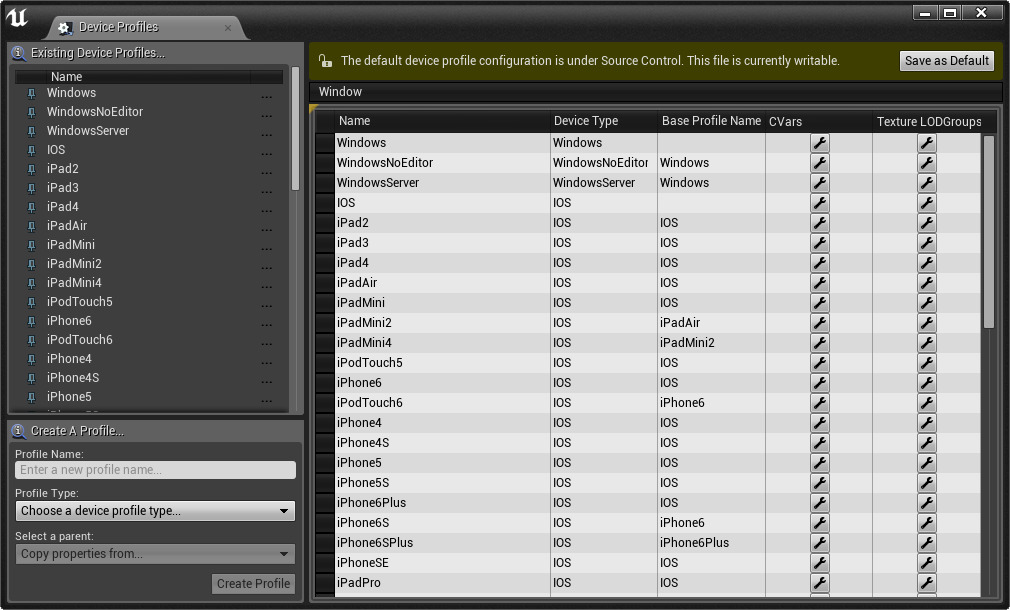 Device Profiles
Existing Device Profiles...
Name
Windows ...
WindowsNoEditor ...
WindowsServer ...
IOS ...
iPad2 ...
iPad3 ...
iPad4 ...
iPadAir ...
iPadMini ...
iPadMini2 ...
iPadMini4 ...
iPodTouch5 ...
iPhone6 ...
iPodTouch6 ...
iPhone4 ...
iPhone4S ...
iPhone5 ...
Create A Profile...
Profile Name:
Enter a new profile name...
Profile Type:
Choose a device profile type...
Select a parent:
Copy properties from...
Create Profile
The default device profile configuration is under Source Control. This file is currently writable.
Save as Default
Window
Name Device Type Base Profile Name CVars Texture LODGroups
Windows Windows
WindowsNoEditor WindowsNoEditor Windows
WindowsServer WindowsServer Windows
IOS IOS
iPad2 IOS IOS
iPad3 IOS IOS
iPad4 IOS IOS
iPadAir IOS IOS
iPadMini IOS IOS
iPadMini2 IOS iPadAir
iPadMini4 IOS iPadMini2
iPodTouch5 IOS IOS
iPhone6 IOS IOS
iPodTouch6 IOS iPhone6
iPhone4 IOS IOS
iPhone4S IOS IOS
iPhone5 IOS IOS
iPhone5S IOS IOS
iPhone6Plus IOS IOS
iPhone6S IOS iPhone6
iPhone6SPlus IOS iPhone6Plus
iPhoneSE IOS IOS
iPadPro IOS IOS